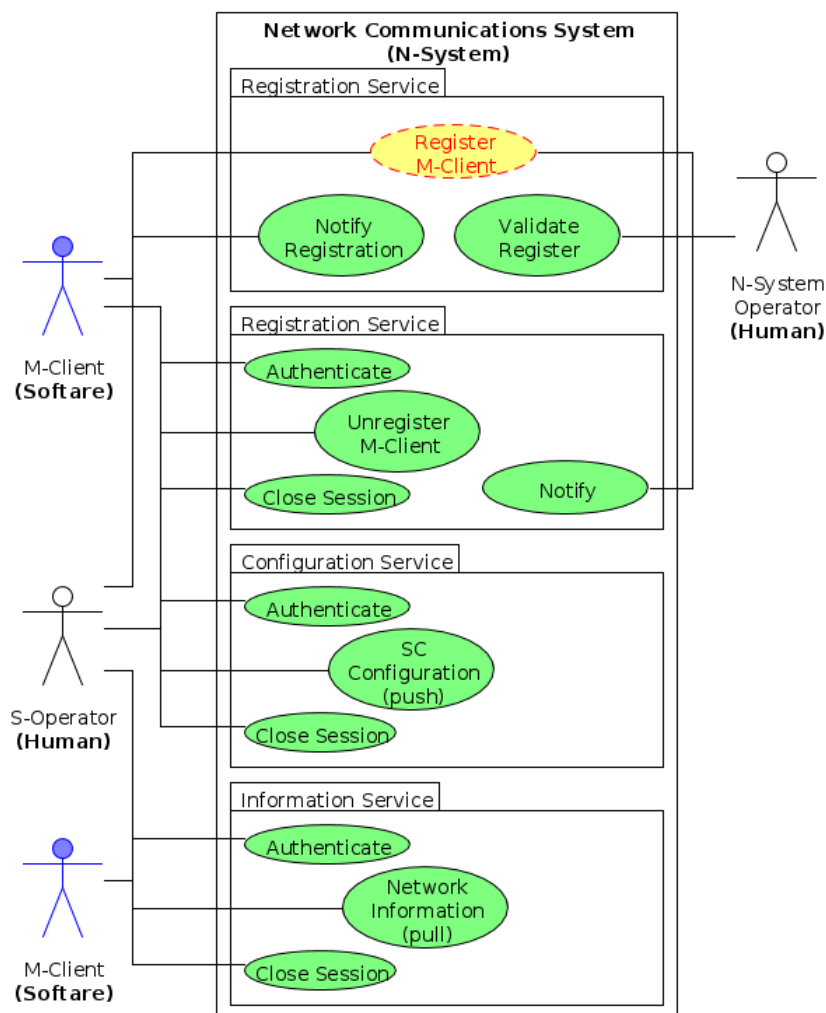 Network Communications System
(N-System)
Registration Service
Register
M-Client
Notify
Registration
Validate
Register
M-Client
(Softare)
N-System
Operator
(Human)
Registration Service
Authenticate
Unregister
M-Client
Close Session
Notify
Configuration Service
Authenticate
SC
Configuration
(push)
Close Session
S-Operator
(Human)
Information Service
Authenticate
Network
Information
(pull)
Close Session
M-Client
(Softare)